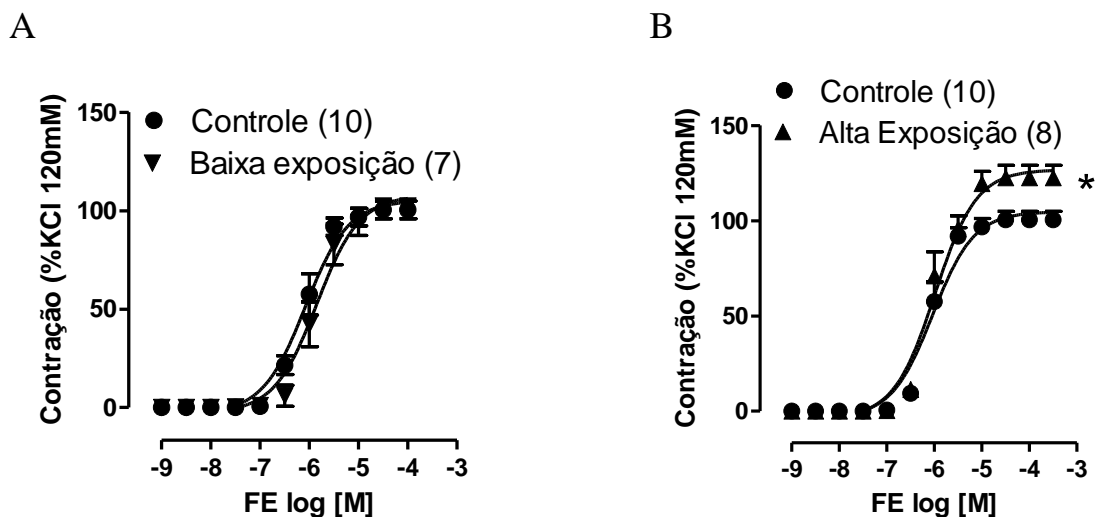 A
Contração (%KCl 120mM)
150
100
50
0
Controle (10)
Baixa exposição (7)
-9 -8 -7 -6 -5 -4 -3
FE log [M]
B
Contração (%KCl 120mM)
150
100
50
0
Controle (10)
Alta Exposição (8)
*
-9 -8 -7 -6 -5 -4 -3
FE log [M]